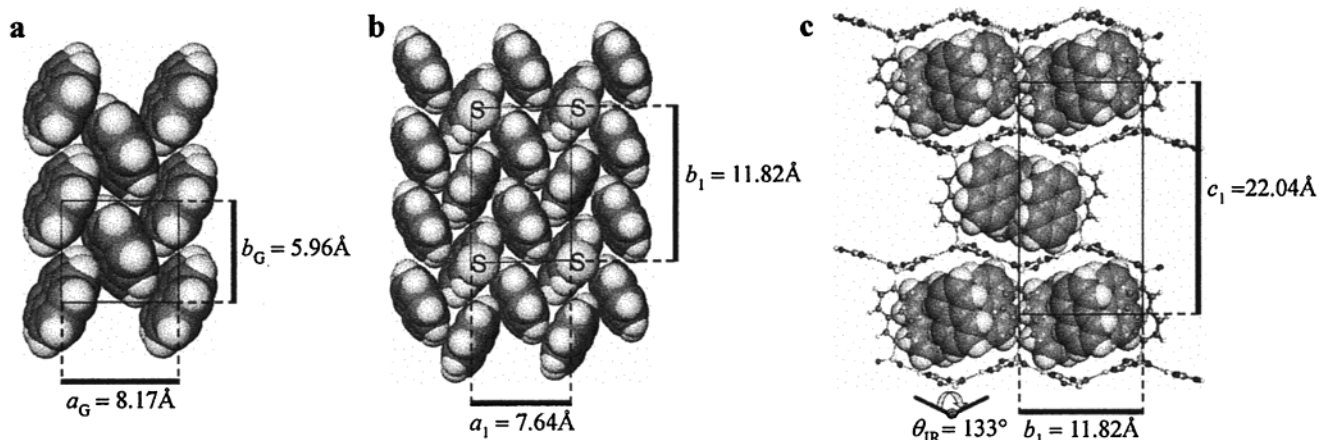 a
b_G = 5.96Å
a_G = 8.17Å
b
S S
S S
b_1 = 11.82Å
a_1 = 7.64Å
c
c_1 = 22.04Å
θ_IR = 133°
b_1 = 11.82Å